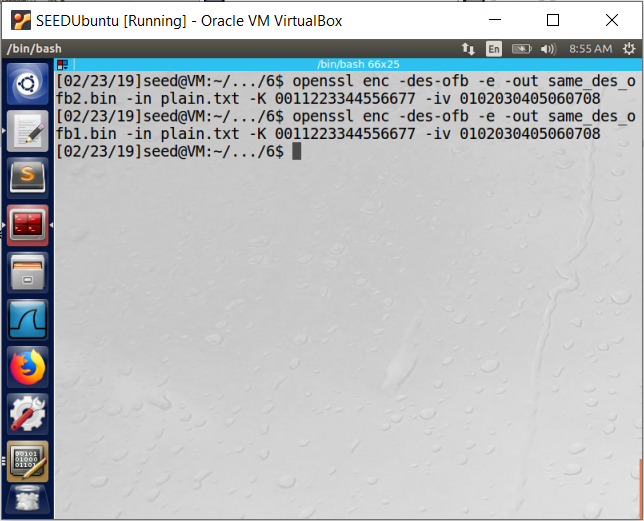 SEEDUbuntu [Running] - Oracle VM VirtualBox
/bin/bash
En
8:55 AM
/bin/bash 66x25
[02/23/19]seed@VM:~/.../6$ openssl enc -des-ofb -e -out same_des_o
fb2.bin -in plain.txt -K 0011223344556677 -iv 0102030405060708
[02/23/19]seed@VM:~/.../6$ openssl enc -des-ofb -e -out same_des_o
fb1.bin -in plain.txt -K 0011223344556677 -iv 0102030405060708
[02/23/19]seed@VM:~/.../6$
00101
01000
01101